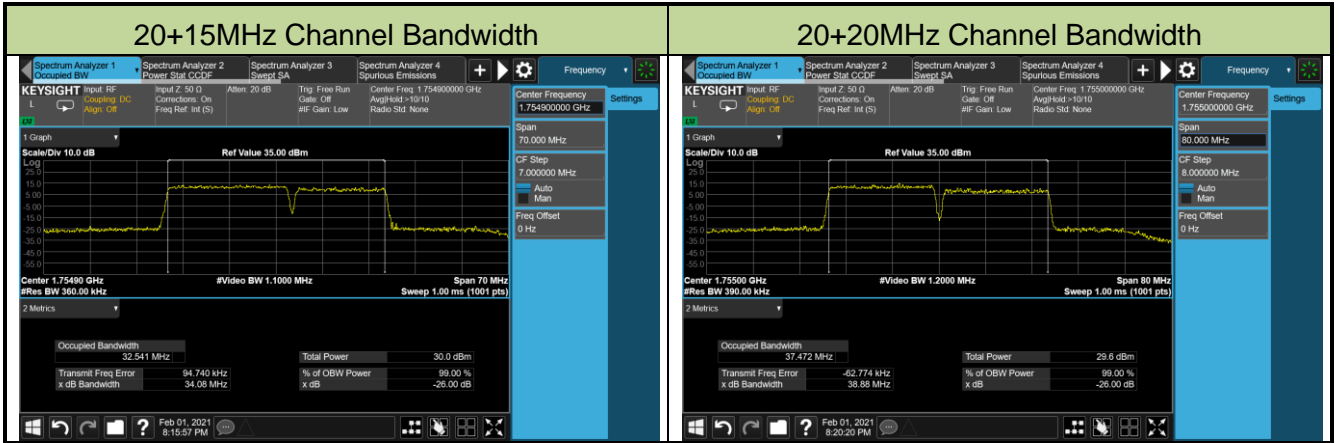 20+15MHz Channel Bandwidth
Spectrum Analyzer 1
Occupied BW
Spectrum Analyzer 2
Power Stat CCDF
Spectrum Analyzer 3
Swept SA
Spectrum Analyzer 4
Spurious Emissions
+
Frequency
KEYSIGHT
L
LM
Input: RF
Coupling: DC
Align: Off
Input Z: 50 Ω
Corrections: On
Freq Ref: Int (S)
Atten: 20 dB
Trig: Free Run
Gate: Off
#IF Gain: Low
Center Freq: 1.754900000 GHz
Avg|Hold:>10/10
Radio Std: None
Center Frequency
1.754900000 GHz
Settings
Span
70.000 MHz
CF Step
7.000000 MHz
Auto
Man
Freq Offset
0 Hz
1 Graph
Scale/Div 10.0 dB
Ref Value 35.00 dBm
Log
25.0
15.0
5.00
-5.00
-15.0
-25.0
-35.0
-45.0
-55.0
Center 1.75490 GHz
#Video BW 1.1000 MHz
Span 70 MHz
#Res BW 360.00 kHz
Sweep 1.00 ms (1001 pts)
2 Metrics
Occupied Bandwidth
32.541 MHz
Total Power 30.0 dBm
Transmit Freq Error 94.740 kHz
% of OBW Power 99.00 %
x dB Bandwidth 34.08 MHz
x dB -26.00 dB
?
Feb 01, 2021
8:15:57 PM
20+20MHz Channel Bandwidth
Spectrum Analyzer 1
Occupied BW
Spectrum Analyzer 2
Power Stat CCDF
Spectrum Analyzer 3
Swept SA
Spectrum Analyzer 4
Spurious Emissions
+
Frequency
KEYSIGHT
L
LM
Input: RF
Coupling: DC
Align: Off
Input Z: 50 Ω
Corrections: On
Freq Ref: Int (S)
Atten: 20 dB
Trig: Free Run
Gate: Off
#IF Gain: Low
Center Freq: 1.755000000 GHz
Avg|Hold:>10/10
Radio Std: None
Center Frequency
1.755000000 GHz
Settings
Span
80.000 MHz
CF Step
8.000000 MHz
Auto
Man
Freq Offset
0 Hz
1 Graph
Scale/Div 10.0 dB
Ref Value 35.00 dBm
Log
25.0
15.0
5.00
-5.00
-15.0
-25.0
-35.0
-45.0
-55.0
Center 1.75500 GHz
#Video BW 1.2000 MHz
Span 80 MHz
#Res BW 390.00 kHz
Sweep 1.00 ms (1001 pts)
2 Metrics
Occupied Bandwidth
37.472 MHz
Total Power 29.6 dBm
Transmit Freq Error -62.774 kHz
% of OBW Power 99.00 %
x dB Bandwidth 38.88 MHz
x dB -26.00 dB
?
Feb 01, 2021
8:20:20 PM